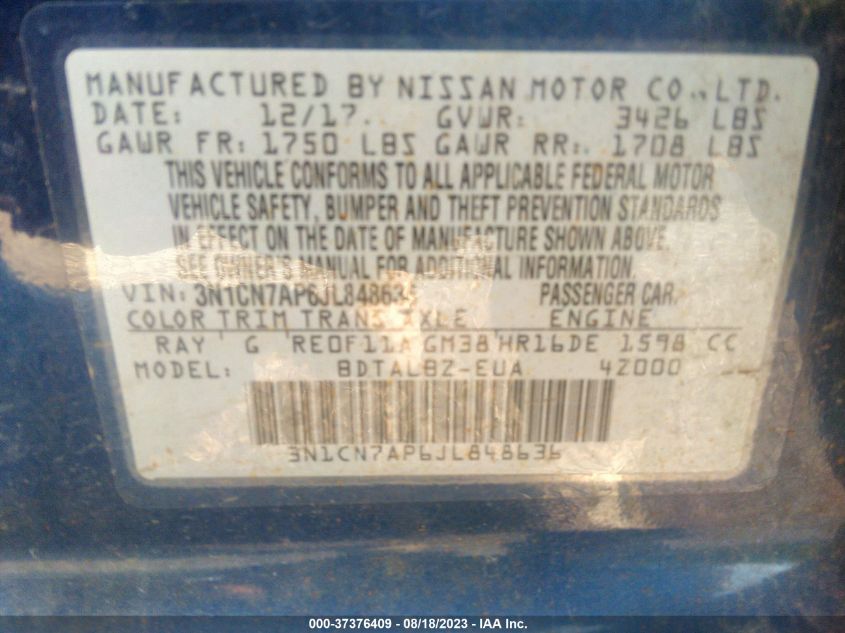 MANUFACTURED BY NISSAN MOTOR CO., LTD.
DATE: 12/17 GVWR: 3426 LBS
GAWR FR: 1750 LBS GAWR RR: 1708 LBS
THIS VEHICLE CONFORMS TO ALL APPLICABLE FEDERAL MOTOR
VEHICLE SAFETY, BUMPER AND THEFT PREVENTION STANDARDS
IN EFFECT ON THE DATE OF MANUFACTURE SHOWN ABOVE.
SEE OWNER'S MANUAL FOR ADDITIONAL INFORMATION.
VIN: 3N1CN7AP6JL848636 PASSENGER CAR
COLOR TRIM TRANS AXLE ENGINE
RAY G RE0F11A GM38 HR16DE 1598 CC
MODEL: BDTALBZ-EUA 4Z000
3N1CN7AP6JL848636
000-37376409 - 08/18/2023 - IAA Inc.